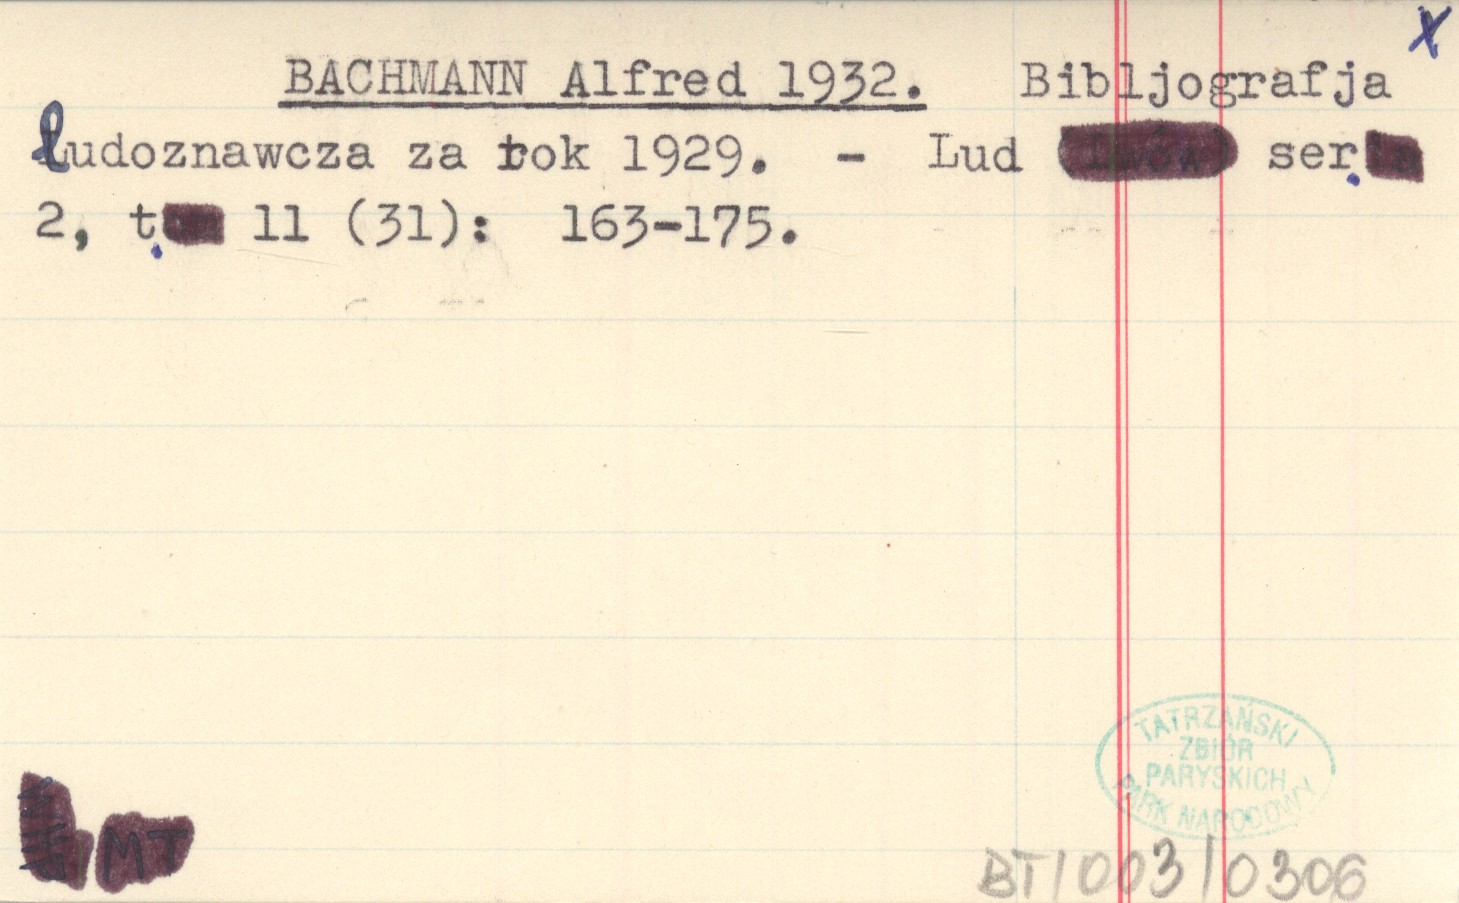 X
BACHMANN Alfred 1932. Bibljografja
ludoznawcza za rok 1929. - Lud ser.
2, t. 11 (31): 163-175.
TATRZAŃSKI
ZBIÓR
PARYSKICH
PARK NARODOWY
MT
BT/003/0306